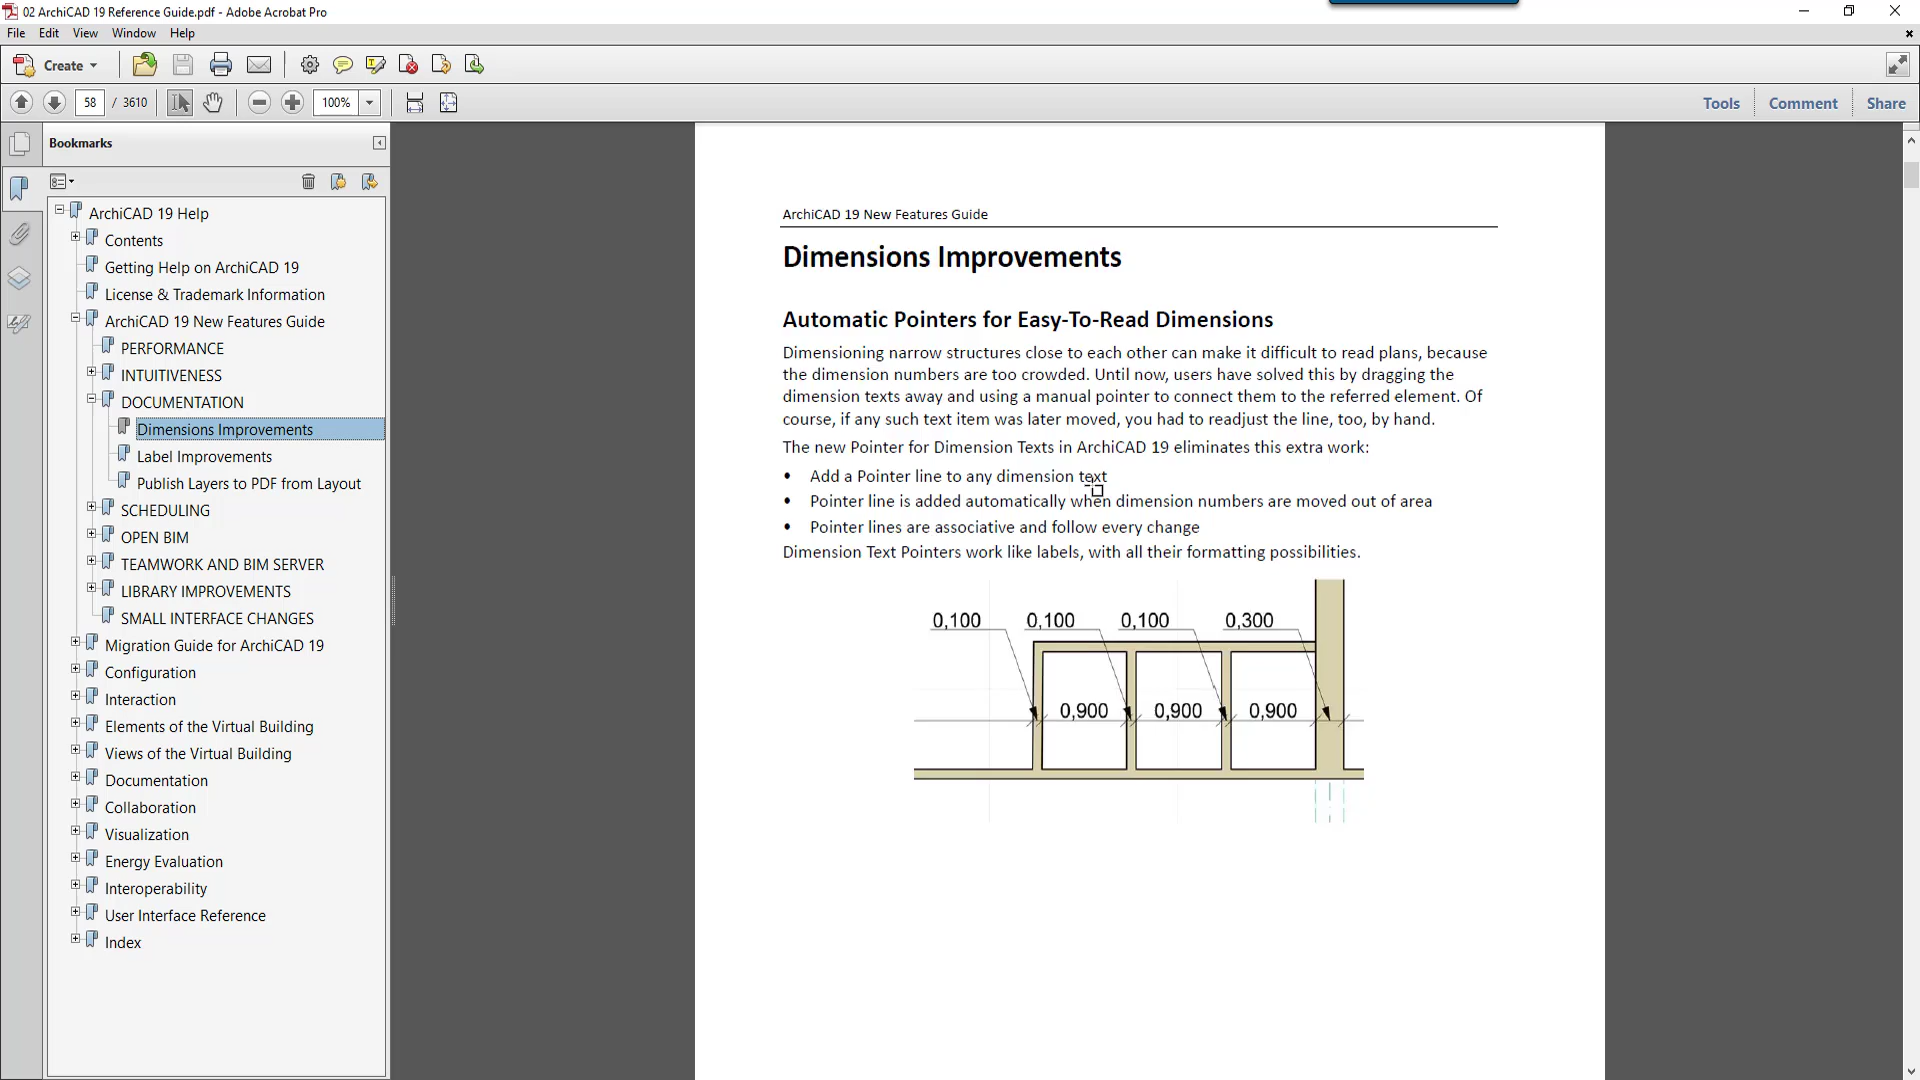 02 ArchiCAD 19 Reference Guide.pdf - Adobe Acrobat Pro
File Edit View Window Help
Create
58 / 3610 100% Tools Comment Share
Bookmarks
ArchiCAD 19 Help
Contents
Getting Help on ArchiCAD 19
License & Trademark Information
ArchiCAD 19 New Features Guide
PERFORMANCE
INTUITIVENESS
DOCUMENTATION
Dimensions Improvements
Label Improvements
Publish Layers to PDF from Layout
SCHEDULING
OPEN BIM
TEAMWORK AND BIM SERVER
LIBRARY IMPROVEMENTS
SMALL INTERFACE CHANGES
Migration Guide for ArchiCAD 19
Configuration
Interaction
Elements of the Virtual Building
Views of the Virtual Building
Documentation
Collaboration
Visualization
Energy Evaluation
Interoperability
User Interface Reference
Index
ArchiCAD 19 New Features Guide
Dimensions Improvements
Automatic Pointers for Easy-To-Read Dimensions
Dimensioning narrow structures close to each other can make it difficult to read plans, because
the dimension numbers are too crowded. Until now, users have solved this by dragging the
dimension texts away and using a manual pointer to connect them to the referred element. Of
course, if any such text item was later moved, you had to readjust the line, too, by hand.
The new Pointer for Dimension Texts in ArchiCAD 19 eliminates this extra work:
• Add a Pointer line to any dimension text
• Pointer line is added automatically when dimension numbers are moved out of area
• Pointer lines are associative and follow every change
Dimension Text Pointers work like labels, with all their formatting possibilities.
0,100 0,100 0,100 0,300
0,900 0,900 0,900